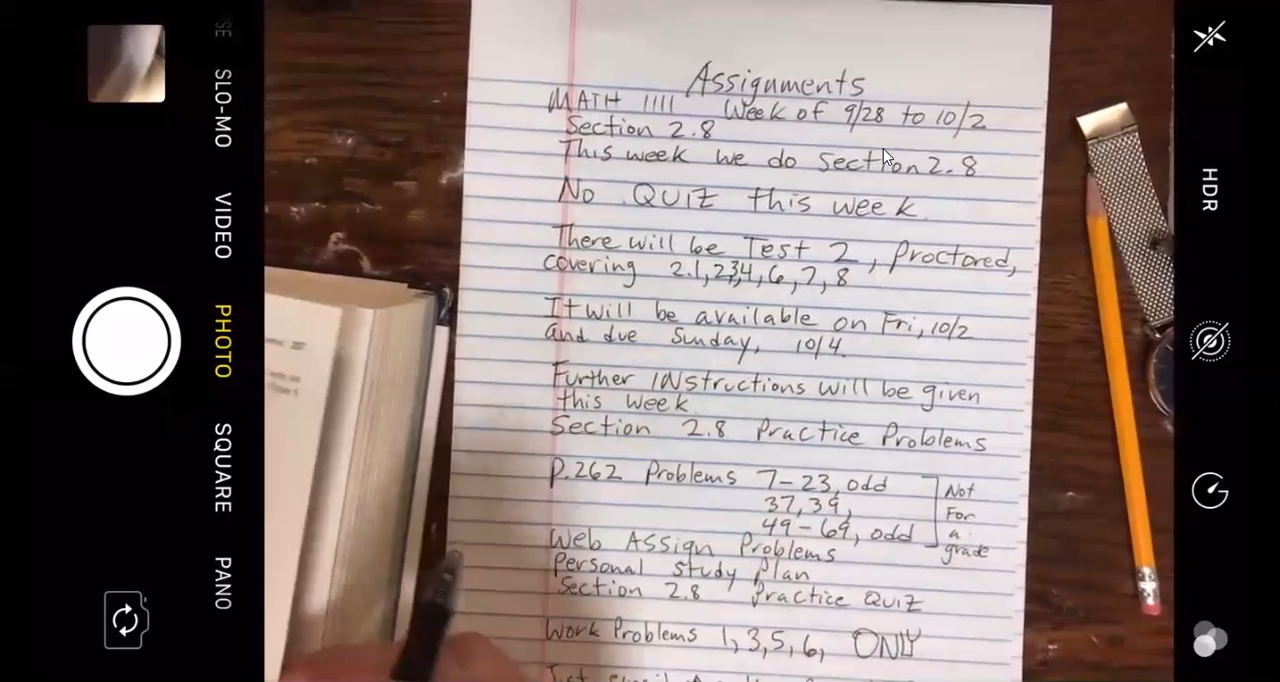 SLO-MO
VIDEO
PHOTO
SQUARE
PANO
HDR
Assignments
MATH 1111 Week of 9/28 to 10/2
Section 2.8
This week we do Section 2.8
No QUIZ this week
There will be Test 2, Proctored,
covering 2.1,2,3,4,6,7,8
It will be available on Fri, 10/2
and due Sunday, 10/4.
Further INstructions will be given
this week
Section 2.8 Practice Problems
P.262 Problems 7-23, odd
37, 39,
49-69, odd
Not
For
a
grade
Web Assign Problems
Personal Study Plan
Section 2.8 Practice Quiz
Work Problems 1, 3, 5, 6, ONLY